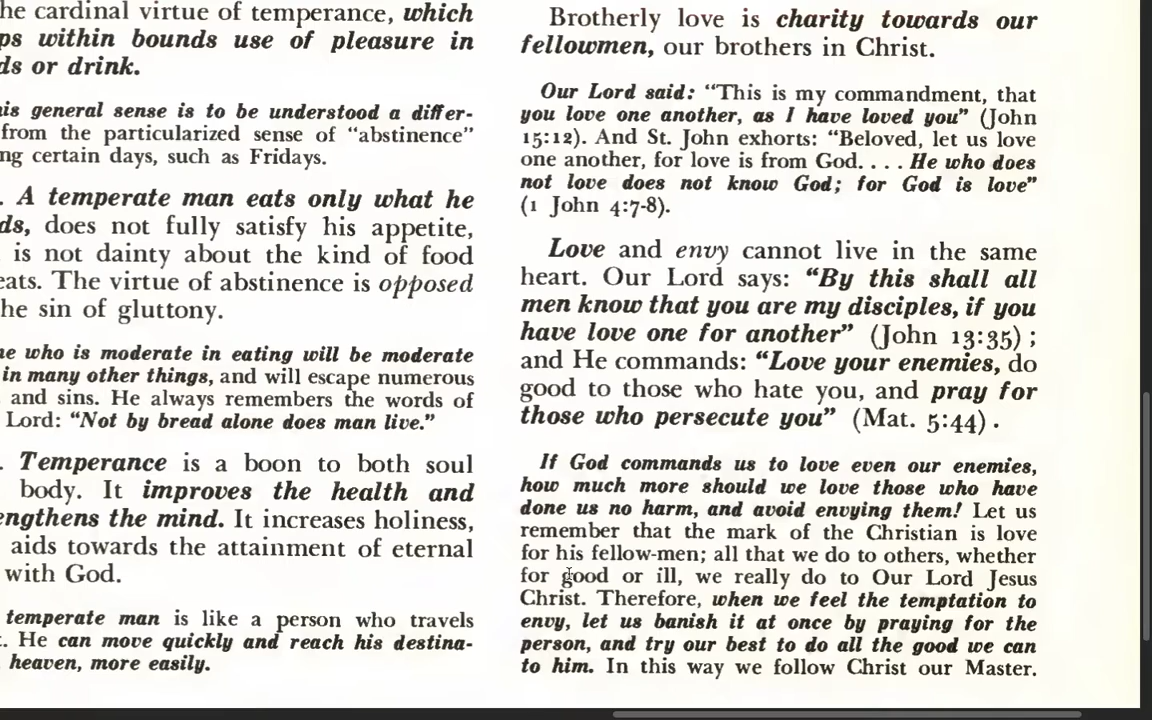 he cardinal virtue of temperance, which
ps within bounds use of pleasure in
ds or drink.
is general sense is to be understood a differ-
from the particularized sense of “abstinence”
ng certain days, such as Fridays.
. A temperate man eats only what he
ds, does not fully satisfy his appetite,
is not dainty about the kind of food
eats. The virtue of abstinence is opposed
he sin of gluttony.
e who is moderate in eating will be moderate
in many other things, and will escape numerous
and sins. He always remembers the words of
Lord: “Not by bread alone does man live.”
. Temperance is a boon to both soul
body. It improves the health and
engthens the mind. It increases holiness,
aids towards the attainment of eternal
with God.
temperate man is like a person who travels
. He can move quickly and reach his destina-
heaven, more easily.
Brotherly love is charity towards our
fellowmen, our brothers in Christ.
Our Lord said: “This is my commandment, that
you love one another, as I have loved you” (John
15:12). And St. John exhorts: “Beloved, let us love
one another, for love is from God. . . . He who does
not love does not know God; for God is love”
(1 John 4:7-8).
Love and envy cannot live in the same
heart. Our Lord says: “By this shall all
men know that you are my disciples, if you
have love one for another” (John 13:35) ;
and He commands: “Love your enemies, do
good to those who hate you, and pray for
those who persecute you” (Mat. 5:44) .
If God commands us to love even our enemies,
how much more should we love those who have
done us no harm, and avoid envying them! Let us
remember that the mark of the Christian is love
for his fellow-men; all that we do to others, whether
for good or ill, we really do to Our Lord Jesus
Christ. Therefore, when we feel the temptation to
envy, let us banish it at once by praying for the
person, and try our best to do all the good we can
to him. In this way we follow Christ our Master.